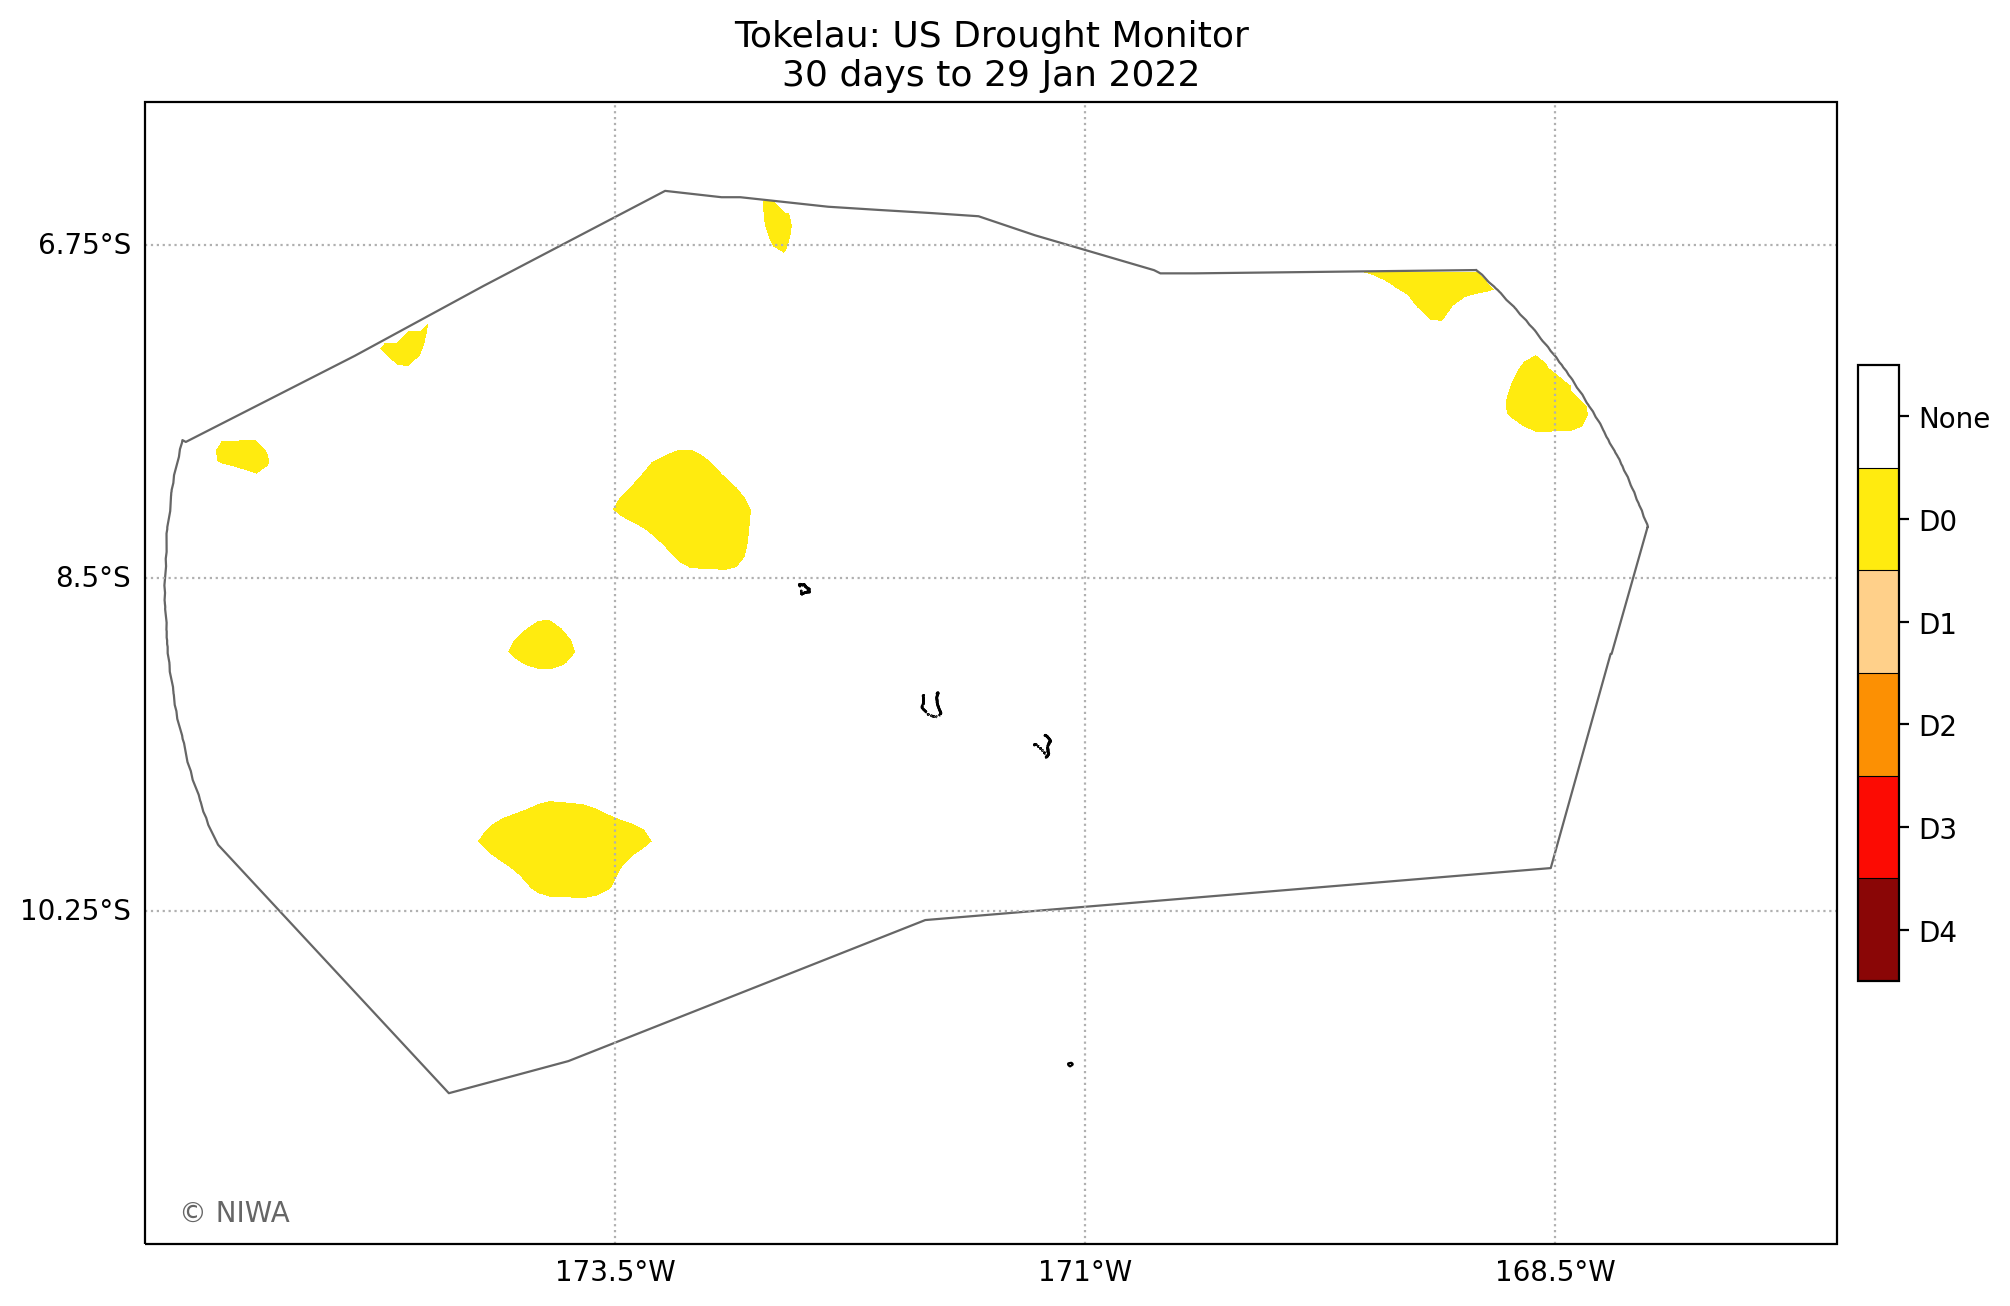 Tokelau: US Drought Monitor
30 days to 29 Jan 2022
6.75°S
8.5°S
10.25°S
173.5°W
171°W
168.5°W
None
D0
D1
D2
D3
D4
© NIWA